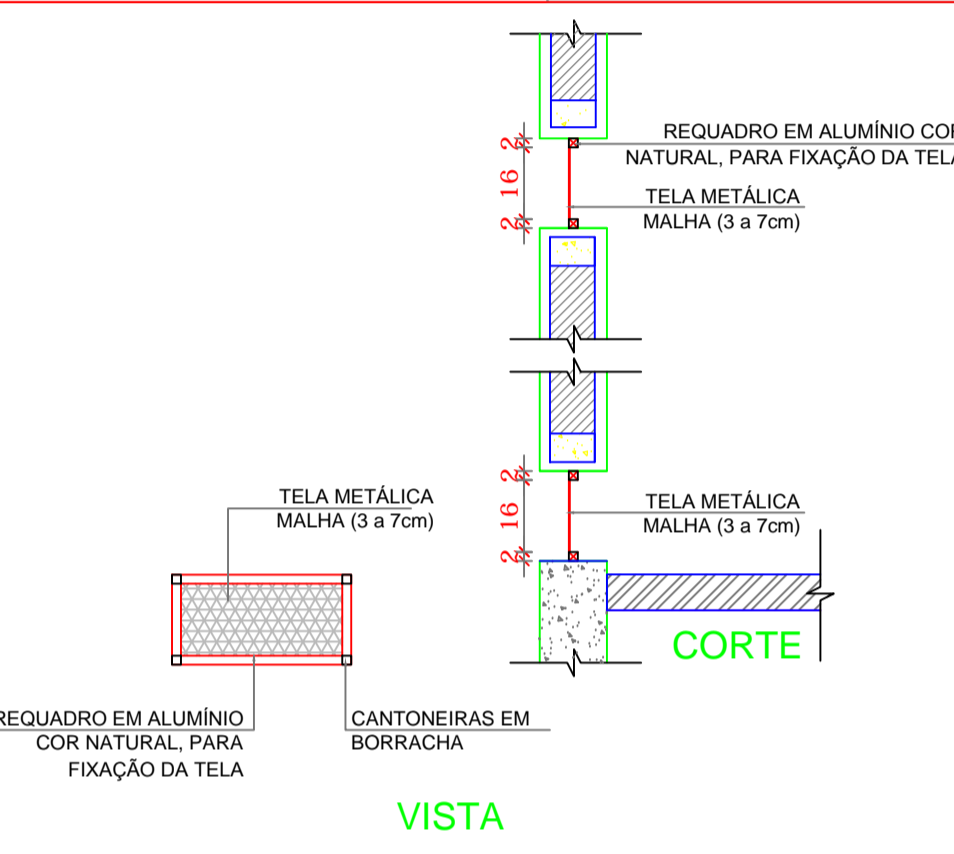 2
REQUADRO EM ALUMÍNIO COR
NATURAL, PARA FIXAÇÃO DA TELA
16
TELA METÁLICA
MALHA (3 a 7cm)
2
2
TELA METÁLICA
MALHA (3 a 7cm)
16
TELA METÁLICA
MALHA (3 a 7cm)
2
CORTE
REQUADRO EM ALUMÍNIO
COR NATURAL, PARA
FIXAÇÃO DA TELA
CANTONEIRAS EM
BORRACHA
VISTA